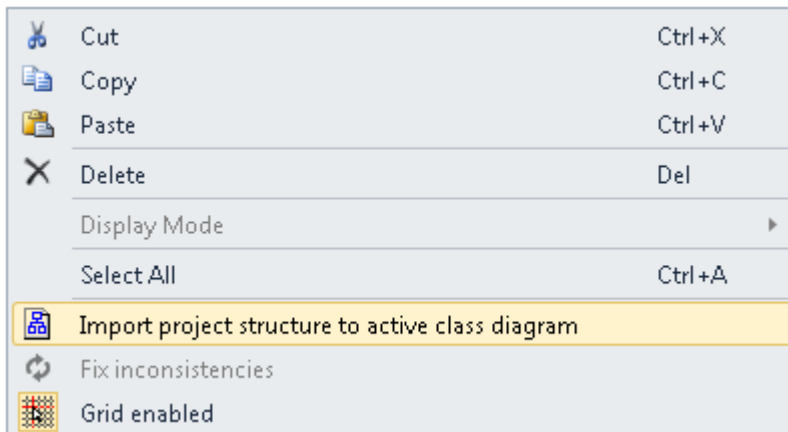 Cut Ctrl+X
Copy Ctrl+C
Paste Ctrl+V
Delete Del
Display Mode
Select All Ctrl+A
Import project structure to active class diagram
Fix inconsistencies
Grid enabled